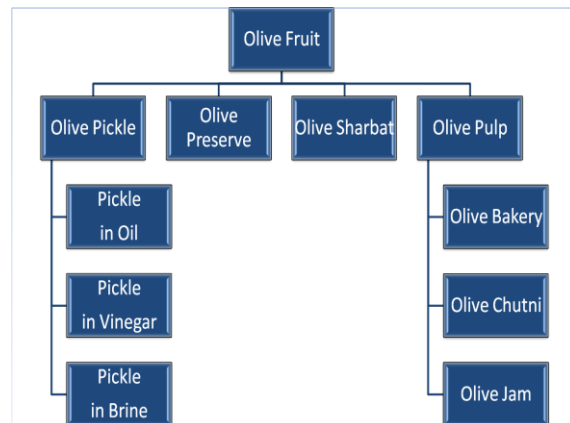 Olive Fruit
Olive Pickle
Olive
Preserve
Olive Sharbat
Olive Pulp
Pickle
in Oil
Pickle
in Vinegar
Pickle
in Brine
Olive Bakery
Olive Chutni
Olive Jam